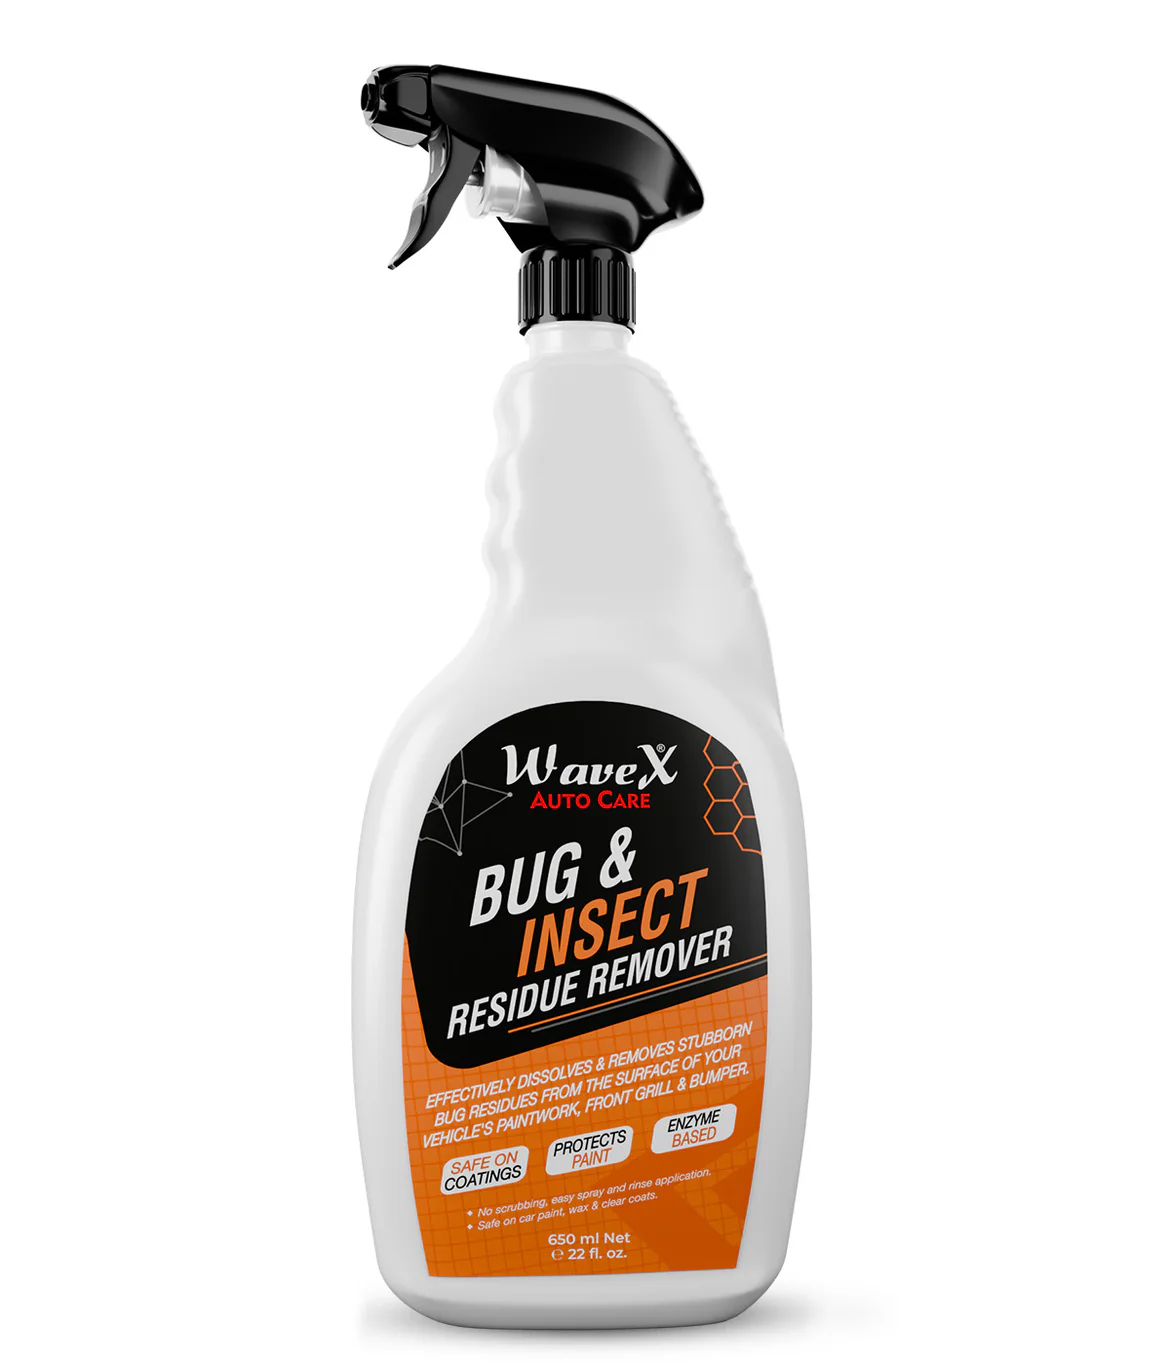 WaveX®
AUTO CARE
BUG &
INSECT
RESIDUE REMOVER
EFFECTIVELY DISSOLVES & REMOVES STUBBORN
BUG RESIDUES FROM THE SURFACE OF YOUR
VEHICLE'S PAINTWORK, FRONT GRILL & BUMPER.
SAFE ON
COATINGS
PROTECTS
PAINT
ENZYME
BASED
No scrubbing, easy spray and rinse application.
Safe on car paint, wax & clear coats.
650 ml Net
℮ 22 fl. oz.